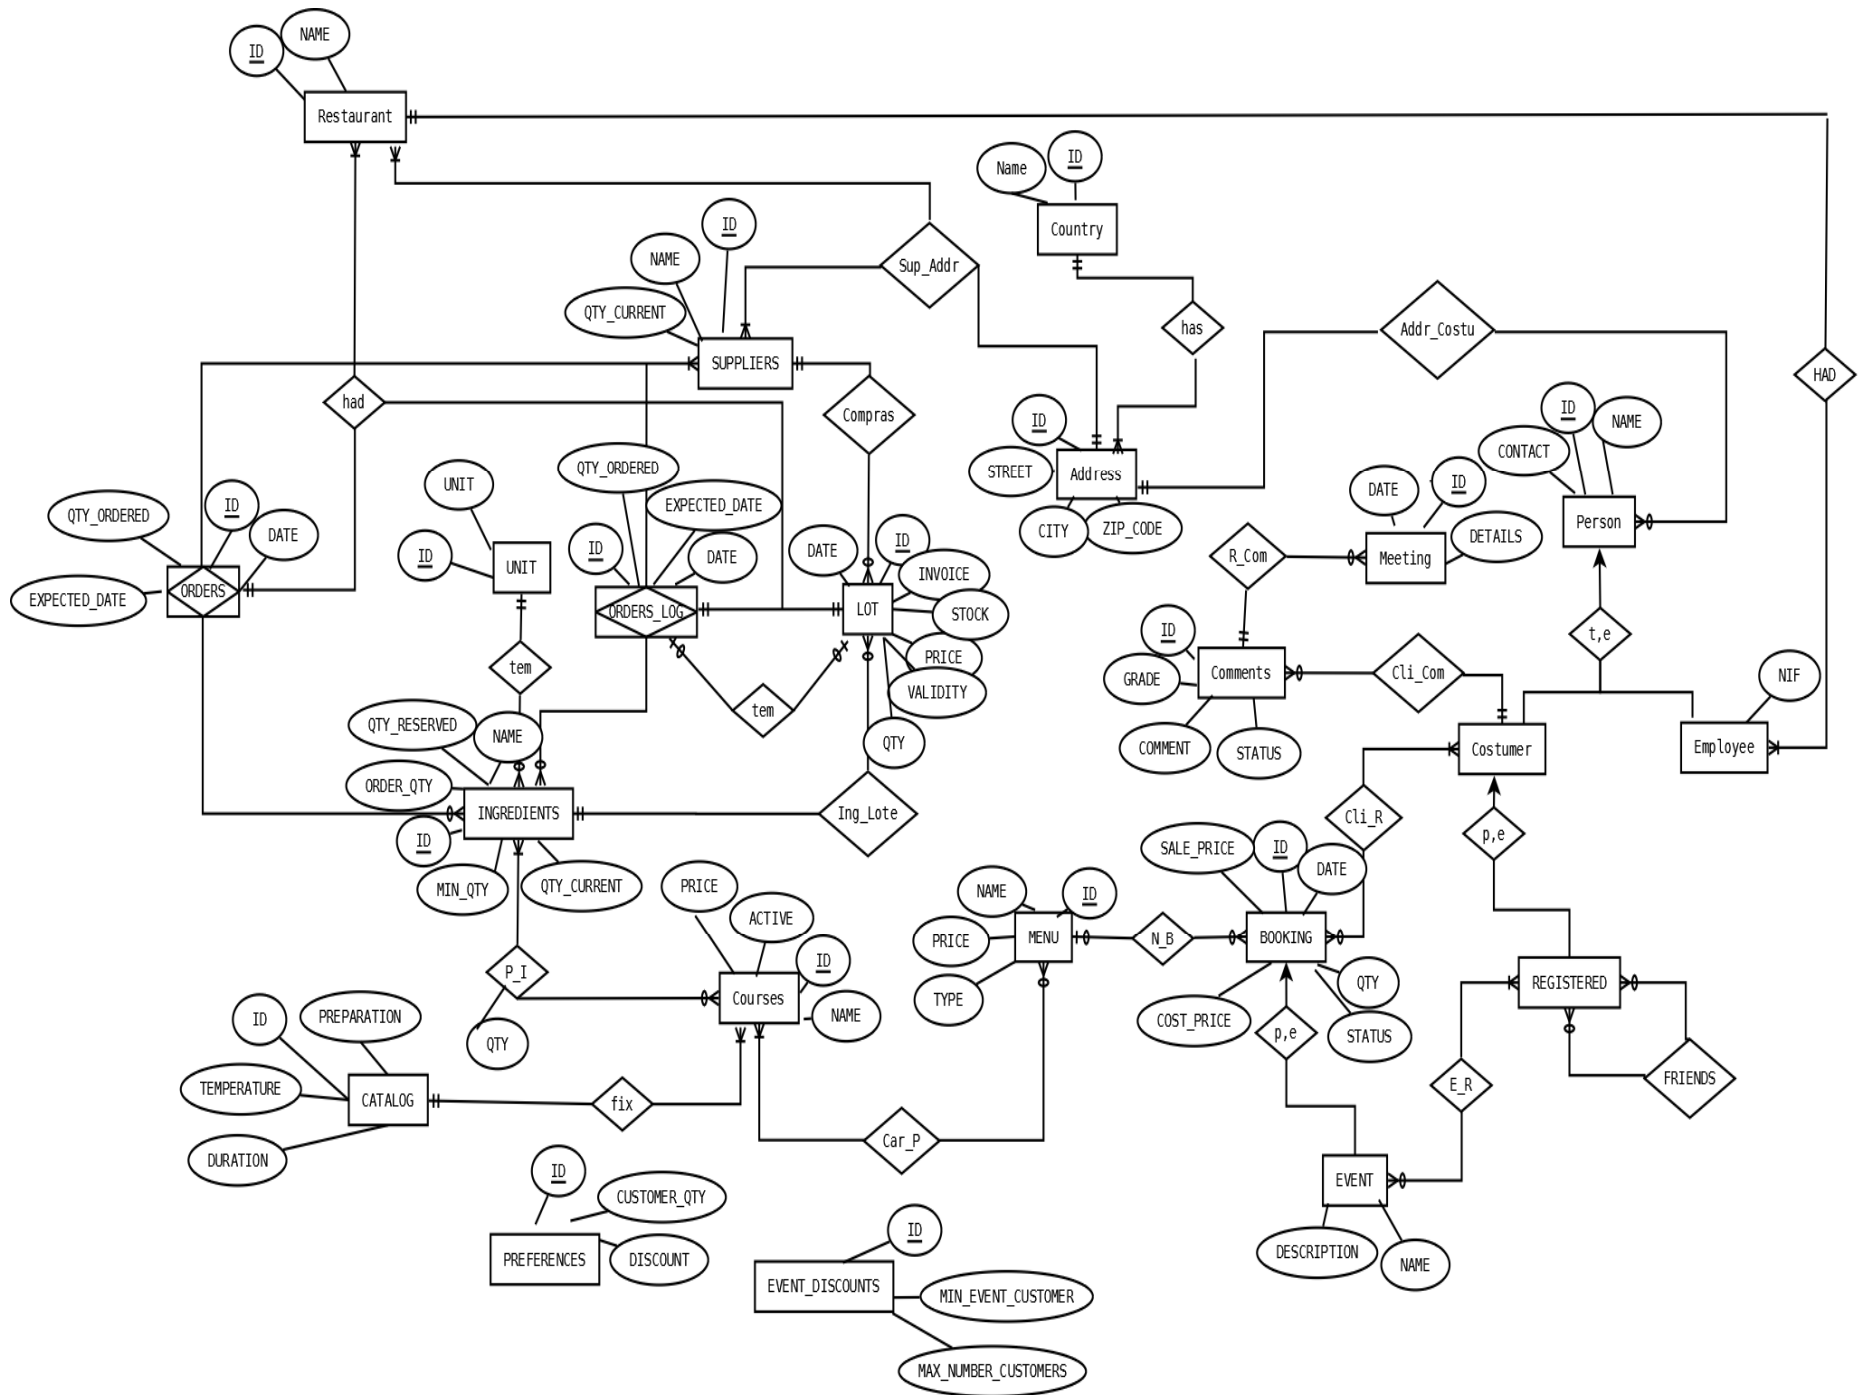 NAME
ID
Restaurant
Name
ID
Country
ID
NAME
QTY_CURRENT
SUPPLIERS
Sup_Addr
has
Addr_Costu
HAD
had
Compras
ID
STREET
Address
CITY
ZIP_CODE
ID
NAME
CONTACT
Person
DATE
ID
DETAILS
Meeting
R_Com
QTY_ORDERED
ID
DATE
EXPECTED_DATE
ORDERS
UNIT
ID
UNIT
tem
QTY_ORDERED
EXPECTED_DATE
ID
DATE
ORDERS_LOG
tem
DATE
ID
INVOICE
STOCK
LOT
PRICE
VALIDITY
QTY
ID
GRADE
Comments
COMMENT
STATUS
Cli_Com
t,e
NIF
Costumer
Employee
QTY_RESERVED
NAME
ORDER_QTY
INGREDIENTS
ID
MIN_QTY
QTY_CURRENT
Ing_Lote
Cli_R
p,e
SALE_PRICE
ID
DATE
BOOKING
COST_PRICE
QTY
STATUS
p,e
NAME
ID
PRICE
MENU
TYPE
N_B
PRICE
ACTIVE
ID
Courses
NAME
P_I
QTY
REGISTERED
FRIENDS
E_R
ID
PREPARATION
TEMPERATURE
CATALOG
DURATION
fix
Car_P
EVENT
DESCRIPTION
NAME
ID
CUSTOMER_QTY
PREFERENCES
DISCOUNT
ID
EVENT_DISCOUNTS
MIN_EVENT_CUSTOMER
MAX_NUMBER_CUSTOMERS